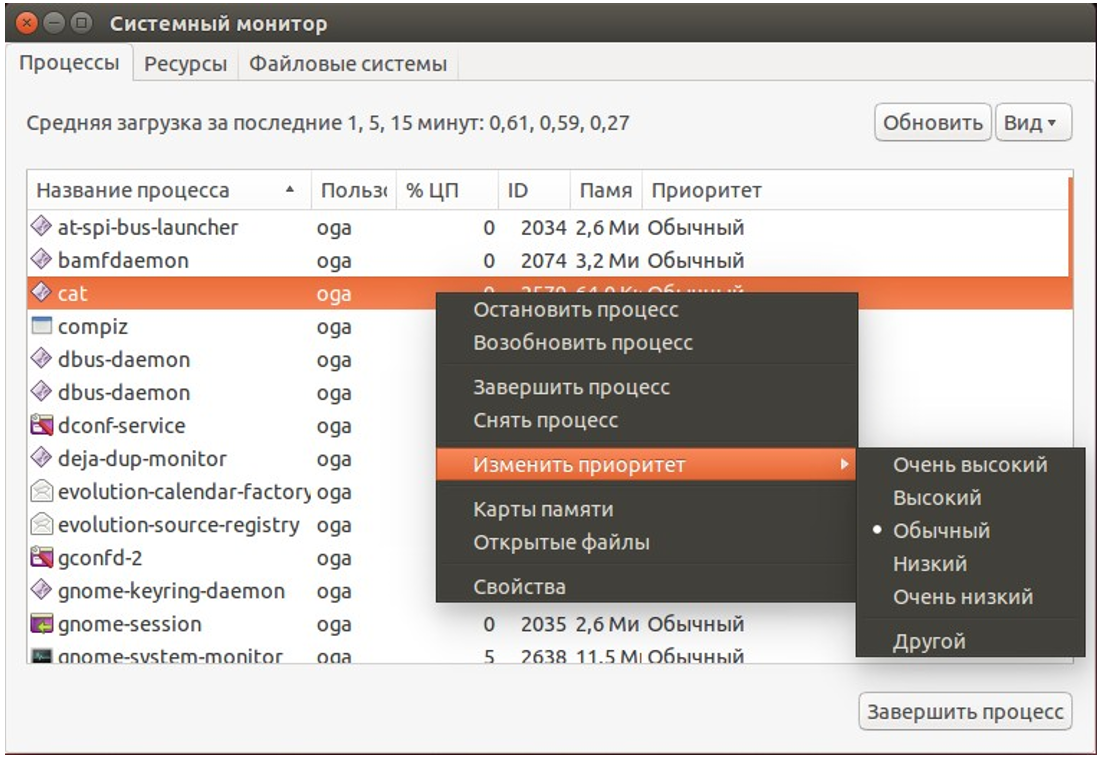 Системный монитор
Процессы Ресурсы Файловые системы
Средняя загрузка за последние 1, 5, 15 минут: 0,61, 0,59, 0,27 Обновить Вид
Название процесса Пользо % ЦП ID Памя Приоритет
at-spi-bus-launcher oga 0 2034 2,6 Ми Обычный
bamfdaemon oga 0 2074 3,2 Ми Обычный
cat oga
compiz oga
dbus-daemon oga
dbus-daemon oga
dconf-service oga
deja-dup-monitor oga
evolution-calendar-factory oga
evolution-source-registry oga
gconfd-2 oga
gnome-keyring-daemon oga
gnome-session oga 0 2035 2,6 Ми Обычный
gnome-system-monitor oga 5 2638 11,5 Mi Обычный
Остановить процесс
Возобновить процесс
Завершить процесс
Снять процесс
Изменить приоритет
Карты памяти
Открытые файлы
Свойства
Очень высокий
Высокий
Обычный
Низкий
Очень низкий
Другой
Завершить процесс